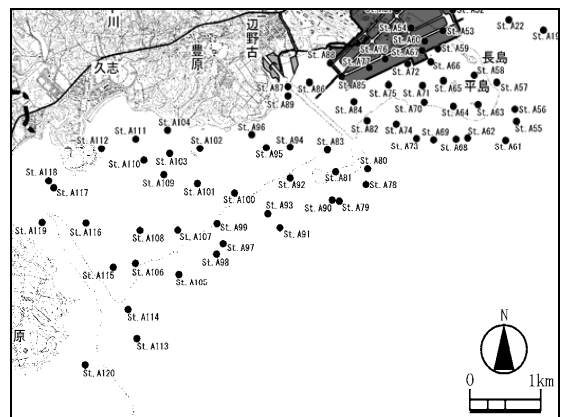 St. A52
St. A54
St. A53
St. A22
St. A19
川
辺野古
豊原
久志
St. A60
St. A59
St. A88
St. A76
St. A67
St. A66
長島
St. A77
St. A72
St. A58
St. A87
St. A86
St. A85
St. A75
St. A71
St. A65
平島
St. A57
St. A89
St. A84
St. A70
St. A64
St. A63
St. A56
St. A82
St. A74
St. A55
St. A104
St. A96
St. A73
St. A69
St. A68
St. A62
St. A61
St. A111
St. A112
St. A102
St. A95
St. A94
St. A83
St. A110
St. A103
St. A80
St. A118
St. A109
St. A81
St. A117
St. A101
St. A92
St. A78
St. A100
St. A90
St. A79
St. A93
St. A119
St. A116
St. A108
St. A107
St. A99
St. A91
St. A97
St. A98
St. A115
St. A106
St. A105
St. A114
原
St. A113
St. A120
N
0 1km